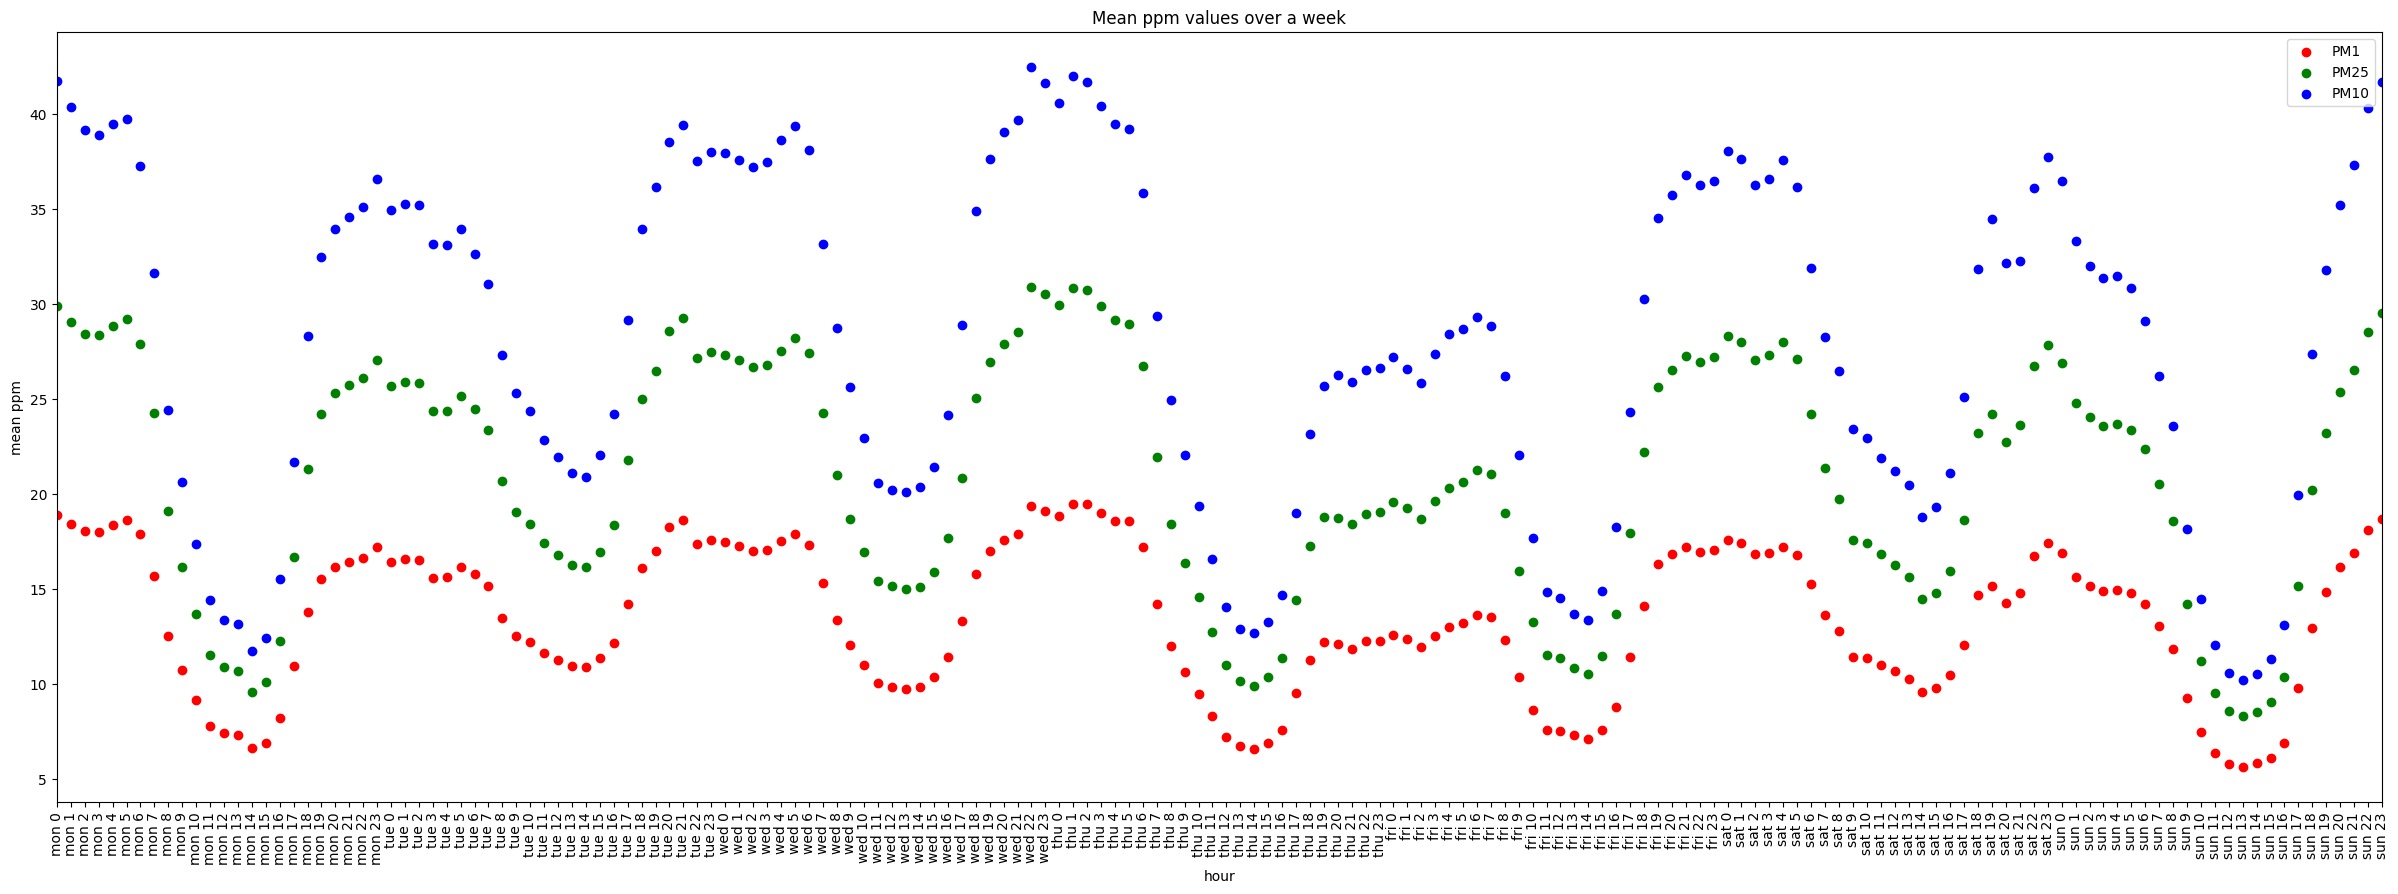 Mean ppm values over a week
PM1
PM25
PM10
mean ppm
40
35
30
25
20
15
10
5
mon 0
mon 1
mon 2
mon 3
mon 4
mon 5
mon 6
mon 7
mon 8
mon 9
mon 10
mon 11
mon 12
mon 13
mon 14
mon 15
mon 16
mon 17
mon 18
mon 19
mon 20
mon 21
mon 22
mon 23
tue 0
tue 1
tue 2
tue 3
tue 4
tue 5
tue 6
tue 7
tue 8
tue 9
tue 10
tue 11
tue 12
tue 13
tue 14
tue 15
tue 16
tue 17
tue 18
tue 19
tue 20
tue 21
tue 22
tue 23
wed 0
wed 1
wed 2
wed 3
wed 4
wed 5
wed 6
wed 7
wed 8
wed 9
wed 10
wed 11
wed 12
wed 13
wed 14
wed 15
wed 16
wed 17
wed 18
wed 19
wed 20
wed 21
wed 22
wed 23
thu 0
thu 1
thu 2
thu 3
thu 4
thu 5
thu 6
thu 7
thu 8
thu 9
thu 10
thu 11
thu 12
thu 13
thu 14
thu 15
thu 16
thu 17
thu 18
thu 19
thu 20
thu 21
thu 22
thu 23
fri 0
fri 1
fri 2
fri 3
fri 4
fri 5
fri 6
fri 7
fri 8
fri 9
fri 10
fri 11
fri 12
fri 13
fri 14
fri 15
fri 16
fri 17
fri 18
fri 19
fri 20
fri 21
fri 22
fri 23
sat 0
sat 1
sat 2
sat 3
sat 4
sat 5
sat 6
sat 7
sat 8
sat 9
sat 10
sat 11
sat 12
sat 13
sat 14
sat 15
sat 16
sat 17
sat 18
sat 19
sat 20
sat 21
sat 22
sat 23
sun 0
sun 1
sun 2
sun 3
sun 4
sun 5
sun 6
sun 7
sun 8
sun 9
sun 10
sun 11
sun 12
sun 13
sun 14
sun 15
sun 16
sun 17
sun 18
sun 19
sun 20
sun 21
sun 22
sun 23
hour